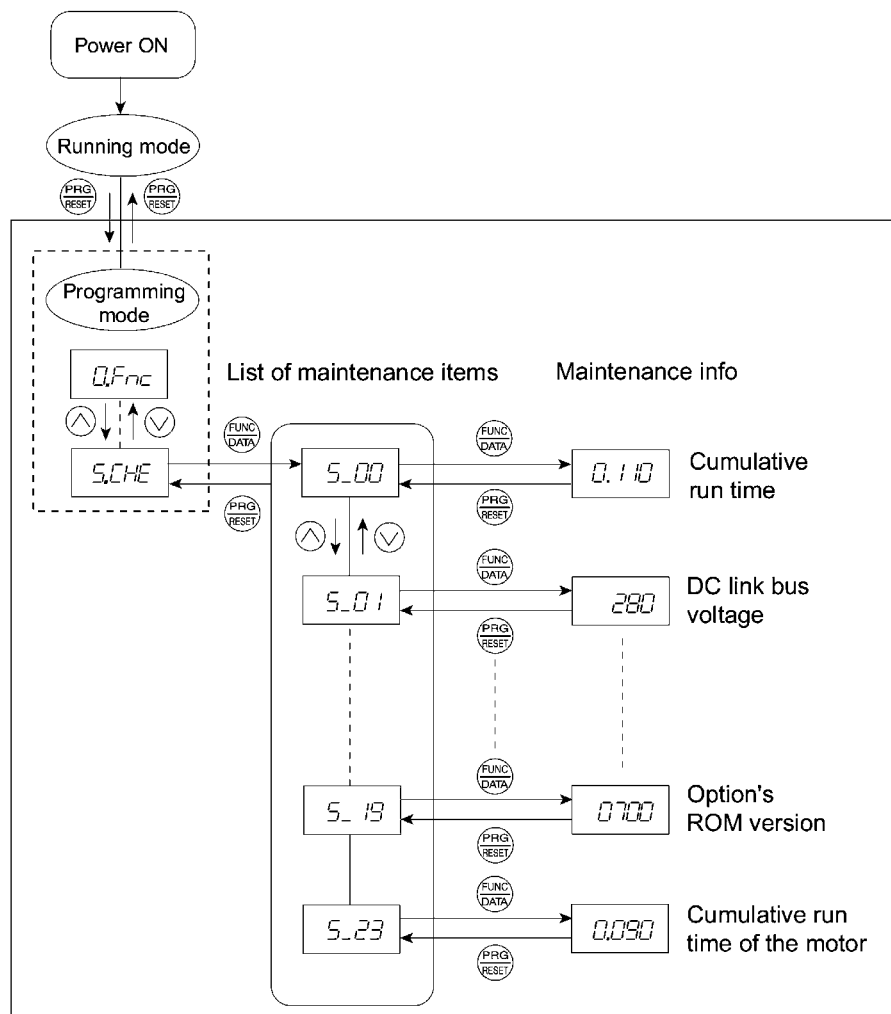 Power ON
Running mode
PRG
RESET
PRG
RESET
Programming
mode
0.Fnc
List of maintenance items
Maintenance info
FUNC
DATA
FUNC
DATA
5.CHE
5_00
0.110
Cumulative
run time
PRG
RESET
PRG
RESET
FUNC
DATA
5_01
280
DC link bus
voltage
PRG
RESET
FUNC
DATA
5_19
0700
Option's
ROM version
PRG
RESET
FUNC
DATA
5_23
0.090
Cumulative run
time of the motor
PRG
RESET